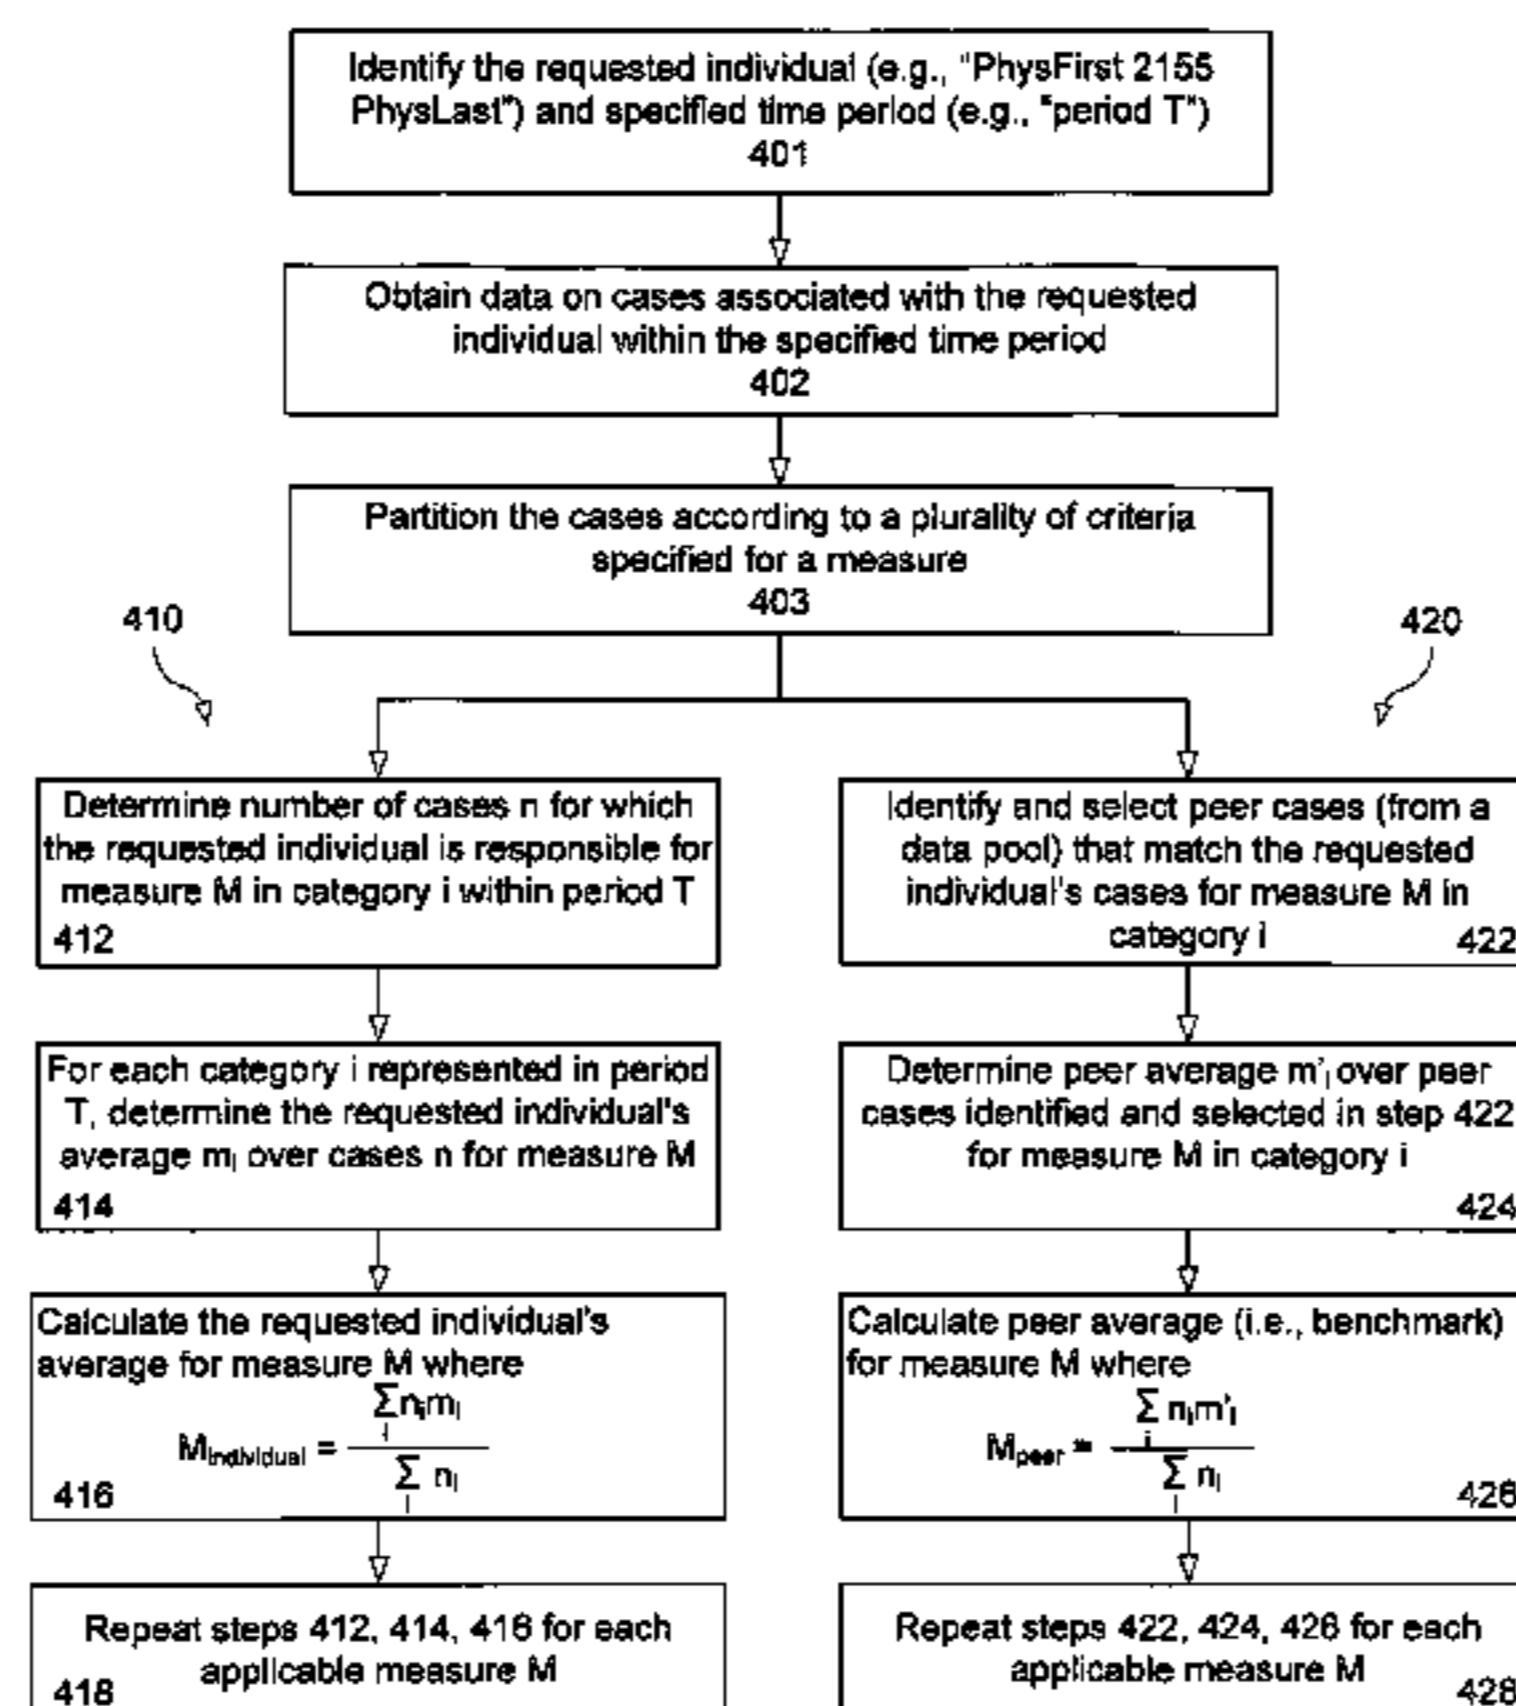 Identify the requested individual (e.g., "PhysFirst 2155
PhysLast") and specified time period (e.g., "period T")
401
Obtain data on cases associated with the requested
individual within the specified time period
402
Partition the cases according to a plurality of criteria
specified for a measure
403
410
420
Determine number of cases n for which
the requested individual is responsible for
measure M in category i within period T
412
Identify and select peer cases (from a
data pool) that match the requested
individual's cases for measure M in
category i
422
For each category i represented in period
T, determine the requested individual's
average mᵢ over cases n for measure M
414
Determine peer average m'ᵢ over peer
cases identified and selected in step 422
for measure M in category i
424
Calculate the requested individual's
average for measure M where
M_individual = ∑ᵢ nᵢmᵢ / ∑ᵢ nᵢ
416
Calculate peer average (i.e., benchmark)
for measure M where
M_peer = ∑ᵢ nᵢm'ᵢ / ∑ᵢ nᵢ
426
Repeat steps 412, 414, 416 for each
applicable measure M
418
Repeat steps 422, 424, 426 for each
applicable measure M
428